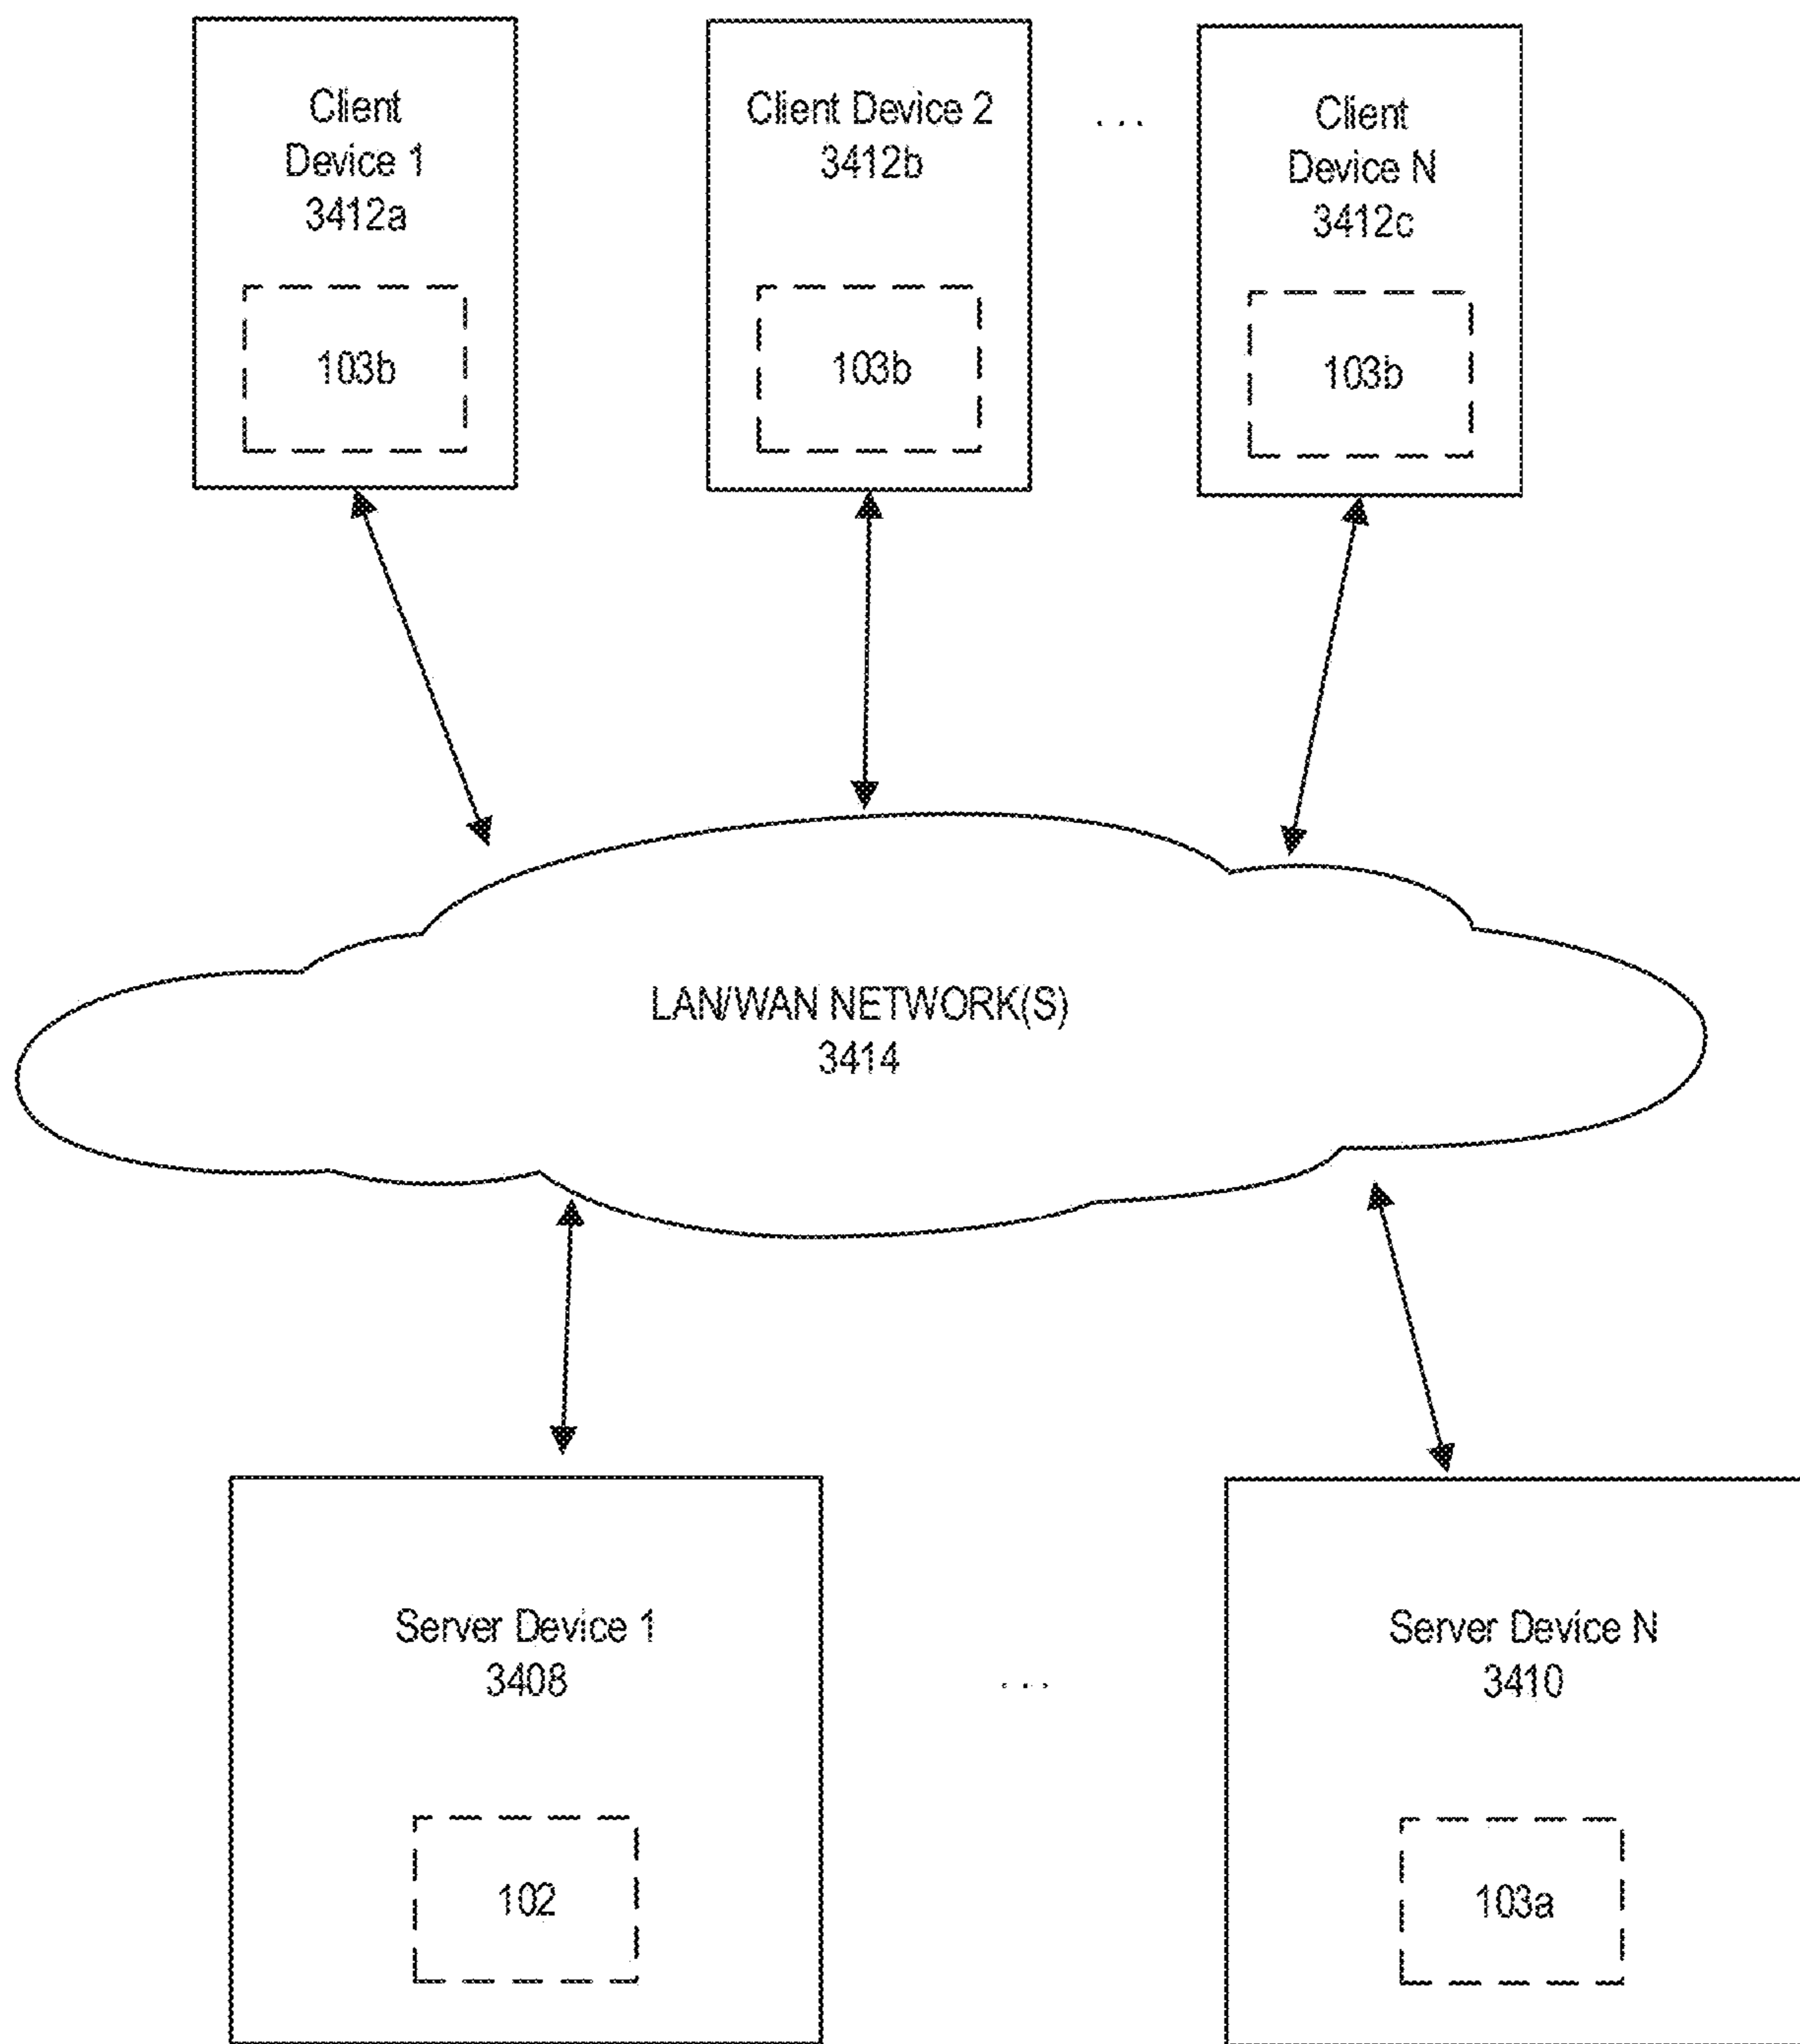 Client
Device 1
3412a
103b
Client Device 2
3412b
103b
...
Client
Device N
3412c
103b
LAN/WAN NETWORK(S)
3414
Server Device 1
3408
102
...
Server Device N
3410
103a